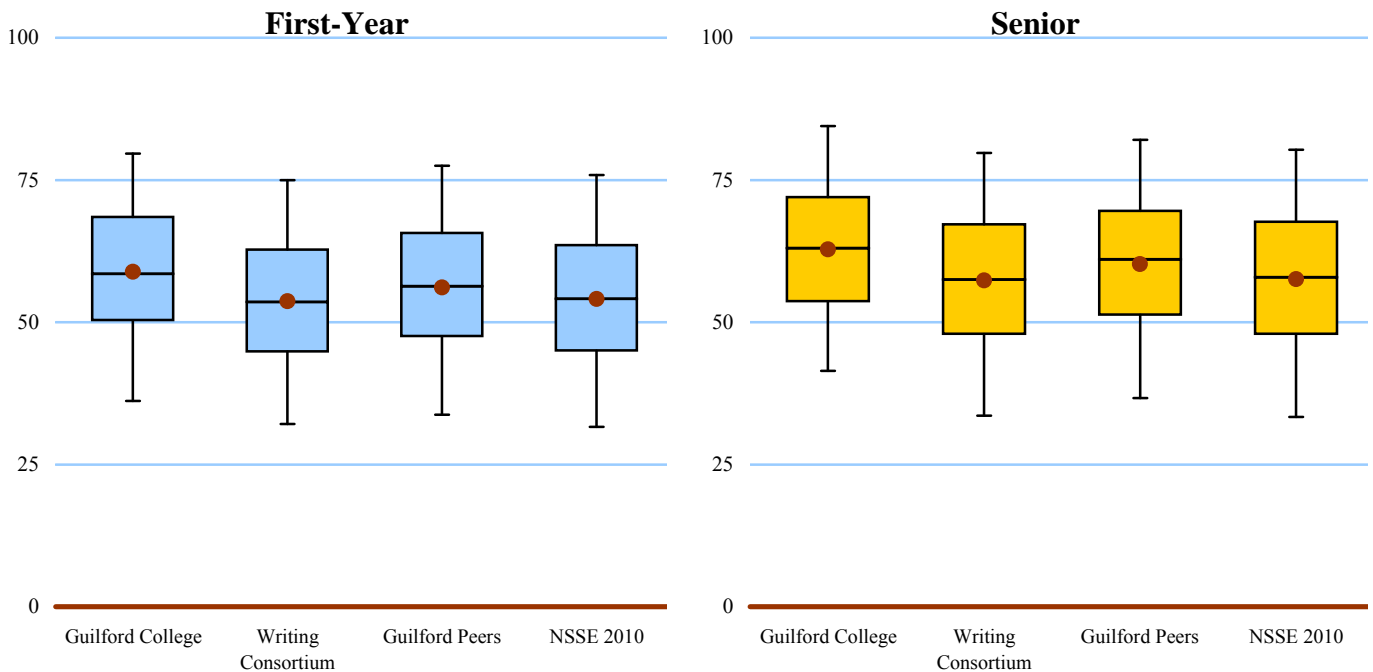 First-Year
100
75
50
25
0
Guilford College
Writing
Consortium
Guilford Peers
NSSE 2010
Senior
100
75
50
25
0
Guilford College
Writing
Consortium
Guilford Peers
NSSE 2010